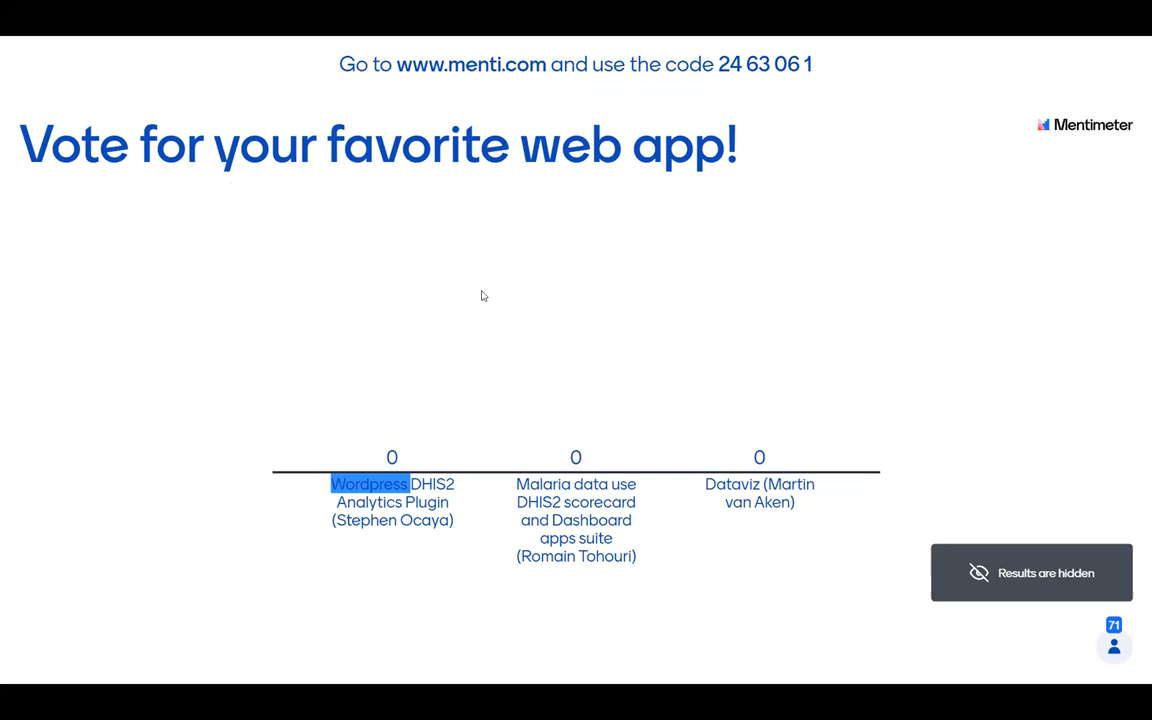 Go to www.menti.com and use the code 24 63 06 1
Vote for your favorite web app!
Mentimeter
0
0
0
Wordpress DHIS2
Analytics Plugin
(Stephen Ocaya)
Malaria data use
DHIS2 scorecard
and Dashboard
apps suite
(Romain Tohouri)
Dataviz (Martin
van Aken)
Results are hidden
71